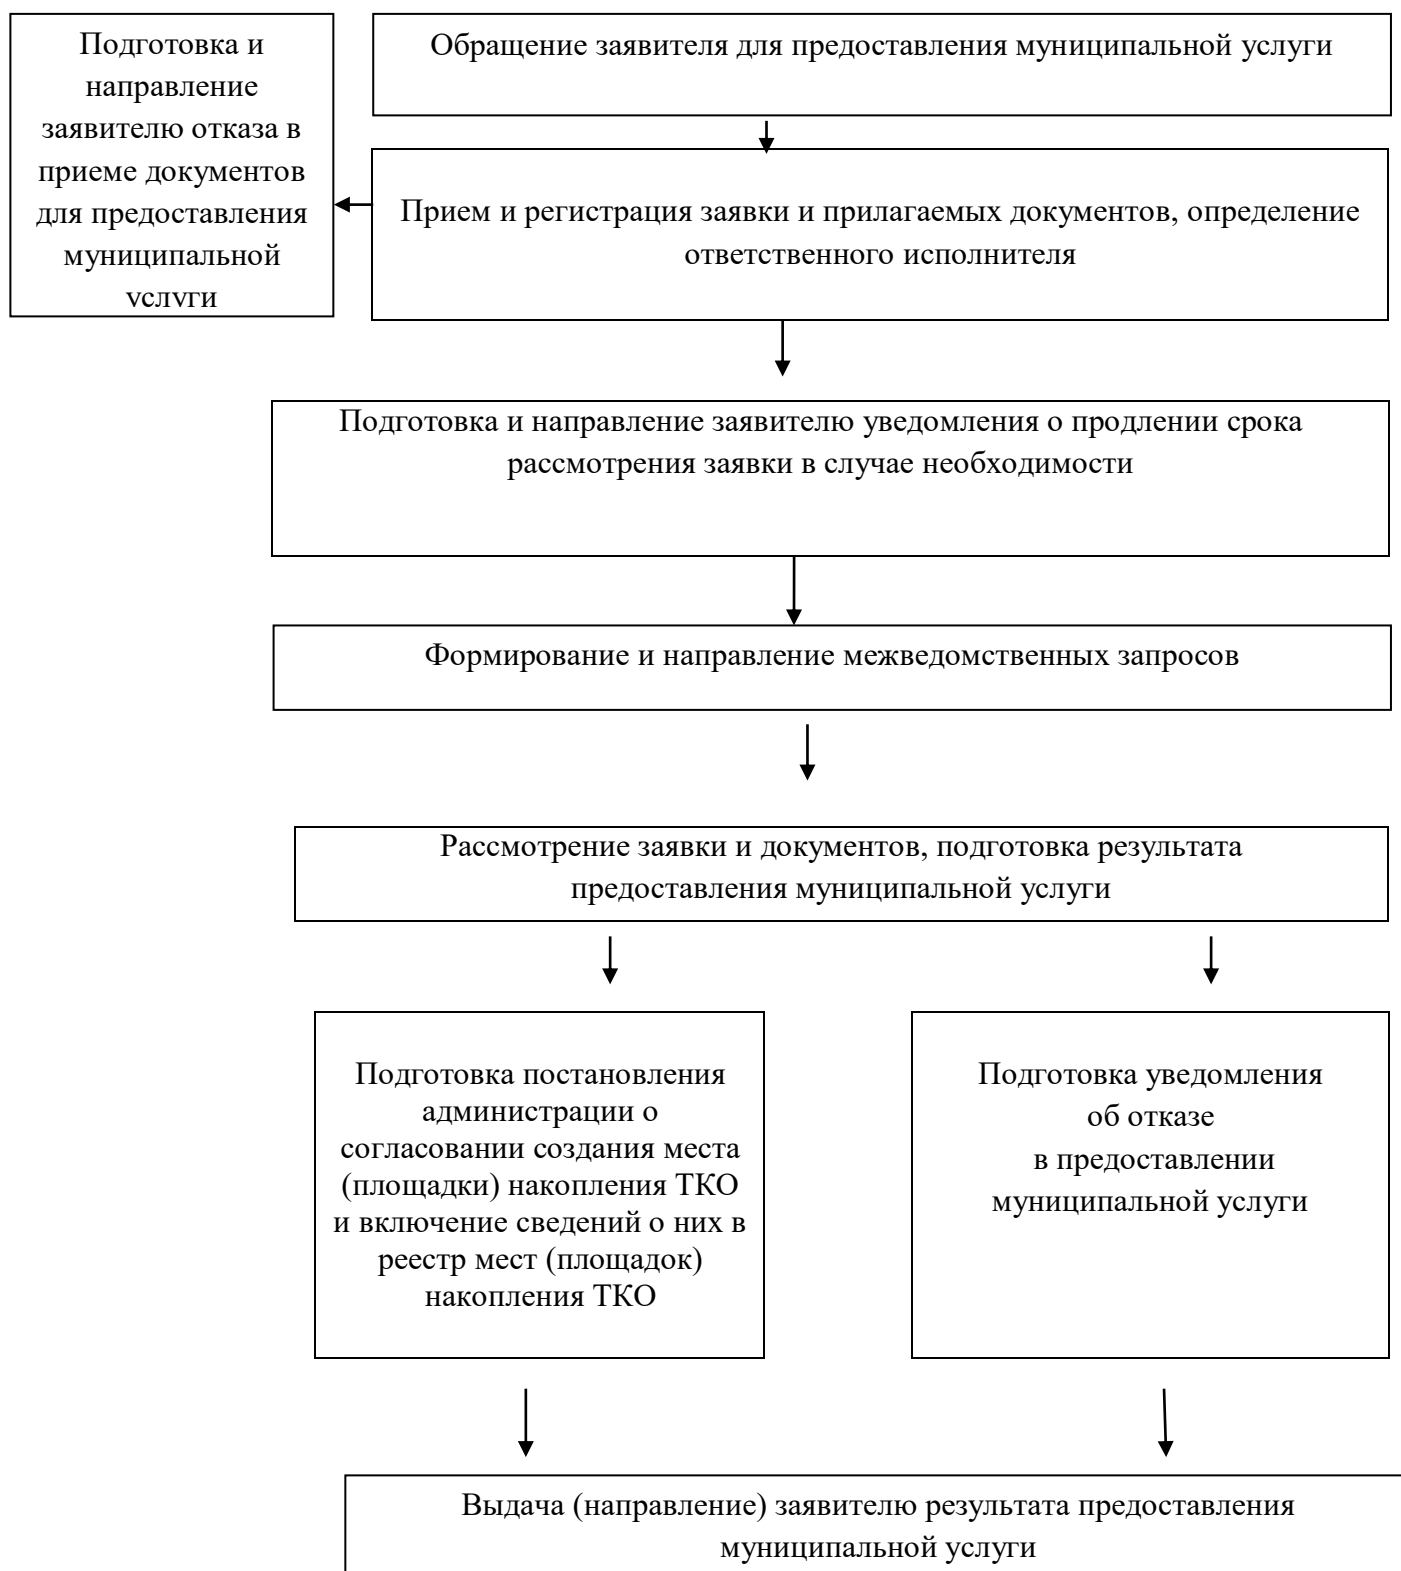 Подготовка и
направление
заявителю отказа в
приеме документов
для предоставления
муниципальной
услуги
Обращение заявителя для предоставления муниципальной услуги
Прием и регистрация заявки и прилагаемых документов, определение
ответственного исполнителя
Подготовка и направление заявителю уведомления о продлении срока
рассмотрения заявки в случае необходимости
Формирование и направление межведомственных запросов
Рассмотрение заявки и документов, подготовка результата
предоставления муниципальной услуги
Подготовка постановления
администрации о
согласовании создания места
(площадки) накопления ТКО
и включение сведений о них в
реестр мест (площадок)
накопления ТКО
Подготовка уведомления
об отказе
в предоставлении
муниципальной услуги
Выдача (направление) заявителю результата предоставления
муниципальной услуги